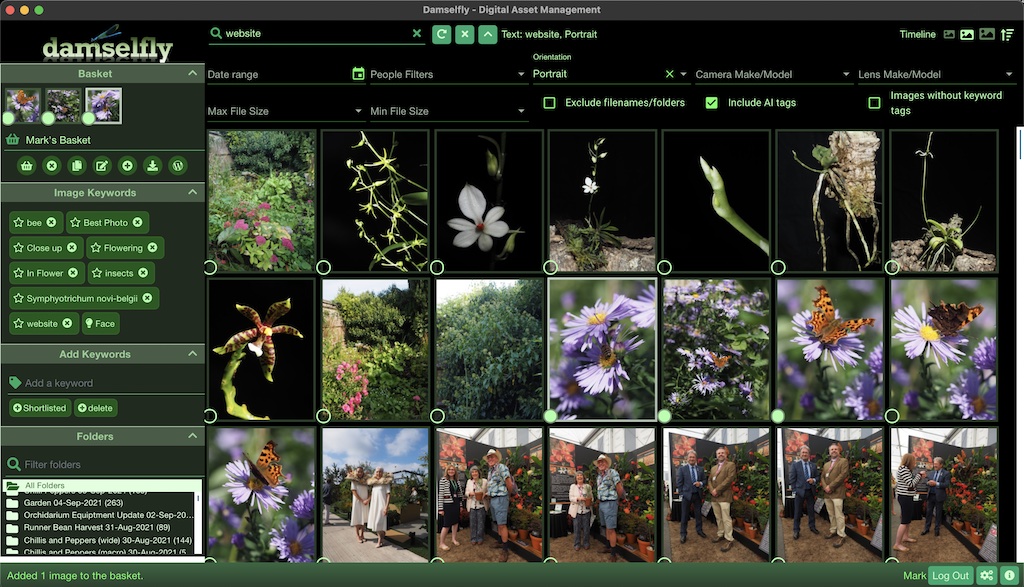 Damselfly - Digital Asset Management
damselfly
website
Text: website, Portrait
Timeline
Basket
Date range
People Filters
Orientation
Portrait
Camera Make/Model
Lens Make/Model
Max File Size
Min File Size
Exclude filenames/folders
Include AI tags
Images without keyword
tags
Mark's Basket
Image Keywords
bee
Best Photo
Close up
Flowering
In Flower
insects
Symphyotrichum novi-belgii
website
Face
Add Keywords
Add a keyword
Shortlisted
delete
Folders
Filter folders
All Folders
Garden 04-Sep-2021 (263)
Orchidarium Equiptment Update 02-Sep-20...
Runner Bean Harvest 31-Aug-2021 (89)
Chillis and Peppers (wide) 30-Aug-2021 (144)
Chillis and Peppers (macro) 30-Aug-2021 (5
Added 1 image to the basket.
Mark
Log Out